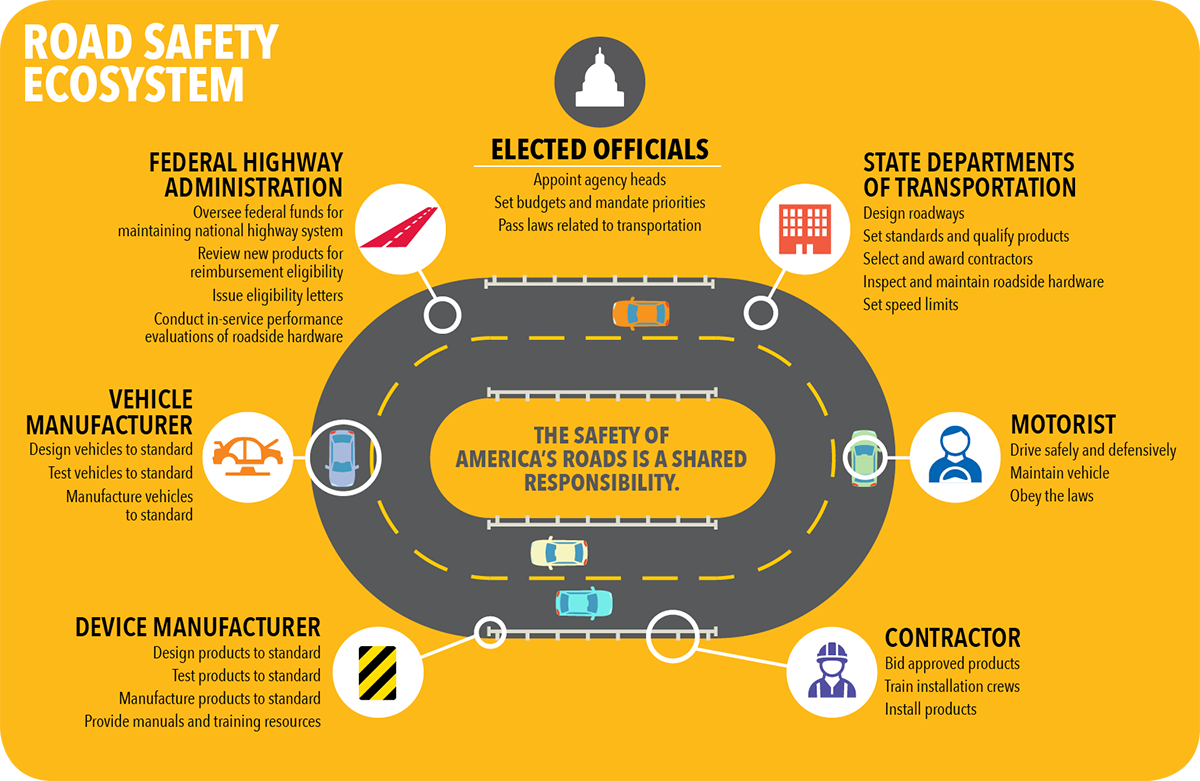 ROAD SAFETY
ECOSYSTEM
ELECTED OFFICIALS
Appoint agency heads
Set budgets and mandate priorities
Pass laws related to transportation
FEDERAL HIGHWAY
ADMINISTRATION
Oversee federal funds for
maintaining national highway system
Review new products for
reimbursement eligibility
Issue eligibility letters
Conduct in-service performance
evaluations of roadside hardware
STATE DEPARTMENTS
OF TRANSPORTATION
Design roadways
Set standards and qualify products
Select and award contractors
Inspect and maintain roadside hardware
Set speed limits
VEHICLE
MANUFACTURER
Design vehicles to standard
Test vehicles to standard
Manufacture vehicles
to standard
THE SAFETY OF
AMERICA'S ROADS IS A SHARED
RESPONSIBILITY.
MOTORIST
Drive safely and defensively
Maintain vehicle
Obey the laws
DEVICE MANUFACTURER
Design products to standard
Test products to standard
Manufacture products to standard
Provide manuals and training resources
CONTRACTOR
Bid approved products
Train installation crews
Install products